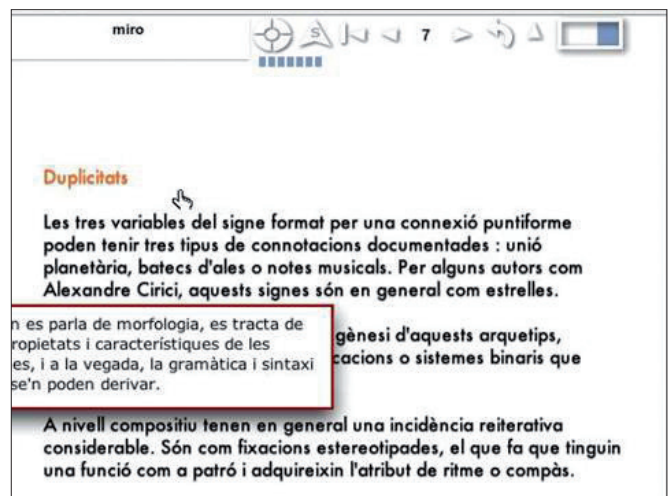 miro
S
7
Duplicitats
Les tres variables del signe format per una connexió puntiforme
poden tenir tres tipus de connotacions documentades : unió
planetària, batecs d'ales o notes musicals. Per alguns autors com
Alexandre Cirici, aquests signes són en general com estrelles.
n es parla de morfologia, es tracta de
ropietats i característiques de les
es, i a la vegada, la gramàtica i sintaxi
se'n poden derivar.
gènesi d'aquests arquetips,
cacions o sistemes binaris que
A nivell compositiu tenen en general una incidència reiterativa
considerable. Són com fixacions estereotipades, el que fa que tinguin
una funció com a patró i adquireixin l'atribut de ritme o compàs.